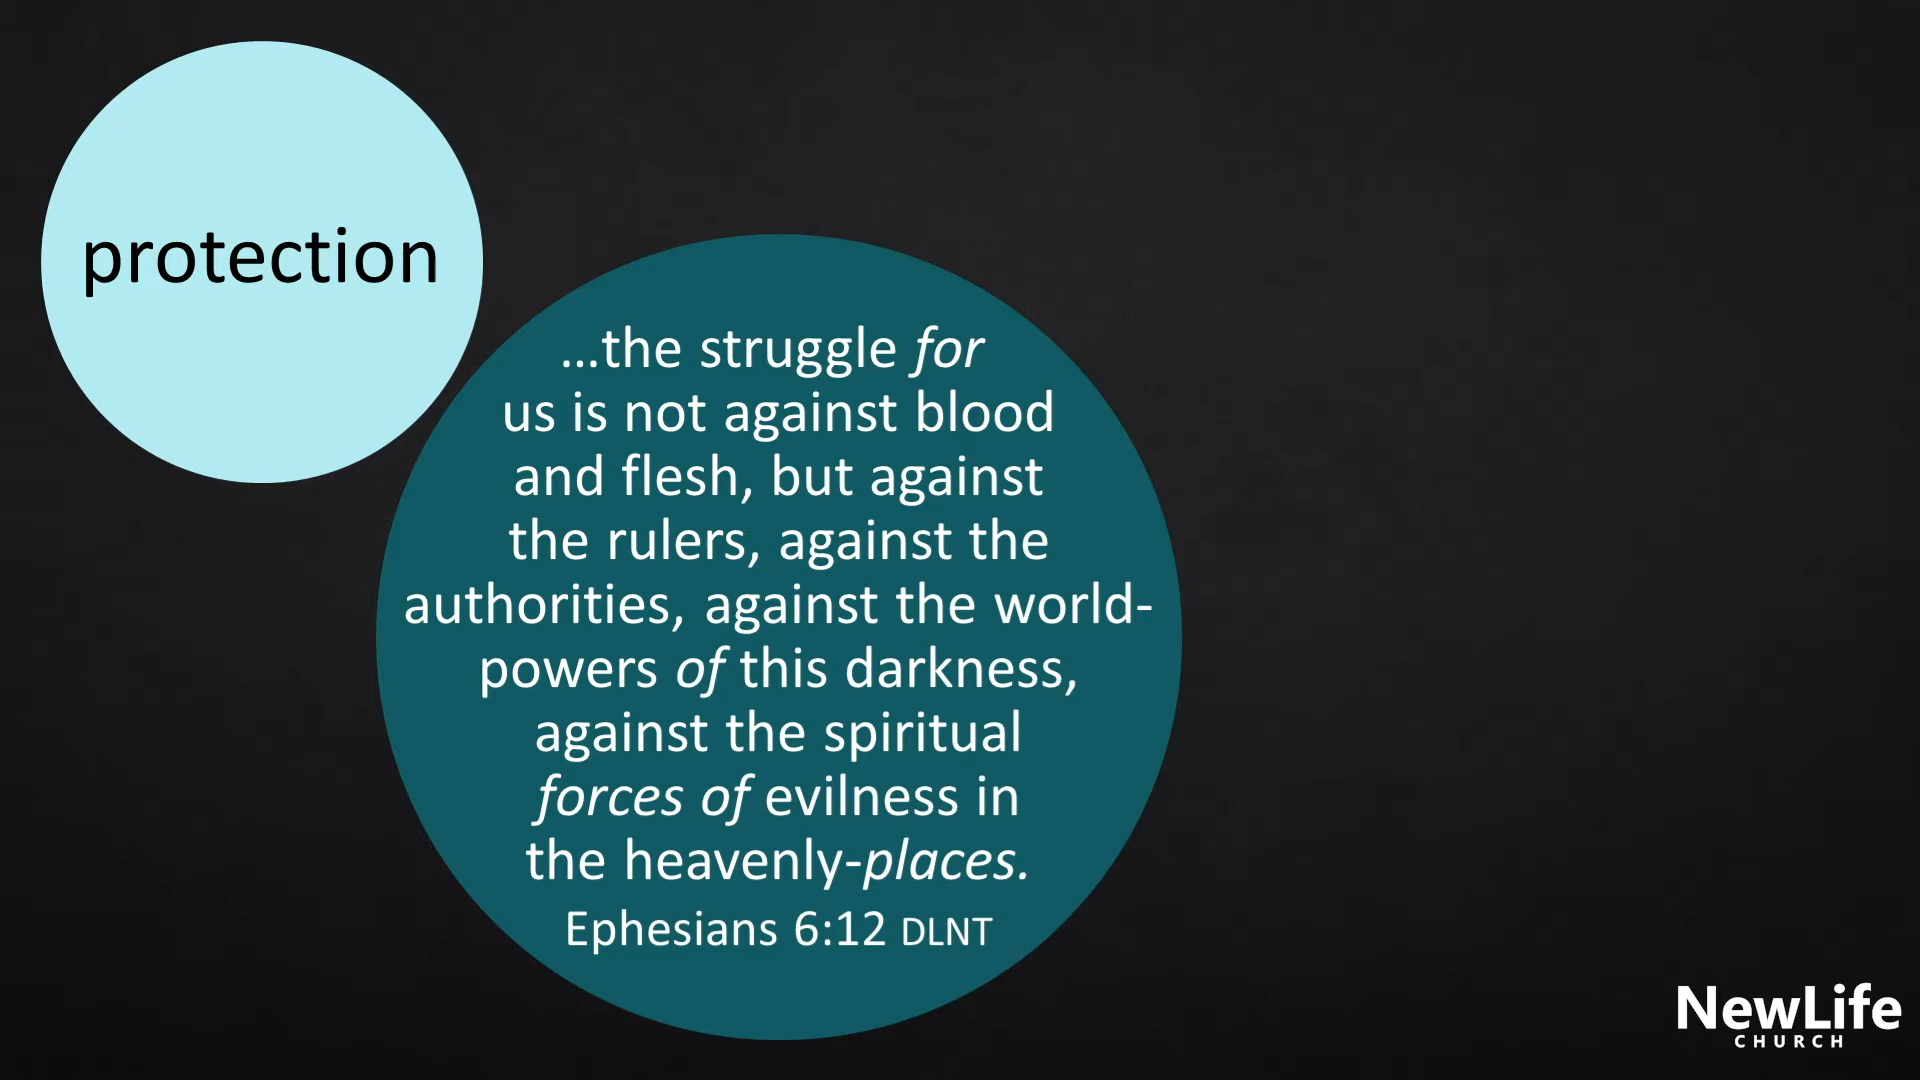 protection
...the struggle for
us is not against blood
and flesh, but against
the rulers, against the
authorities, against the world-
powers of this darkness,
against the spiritual
forces of evilness in
the heavenly-places.
Ephesians 6:12 DLNT
NewLife
CHURCH